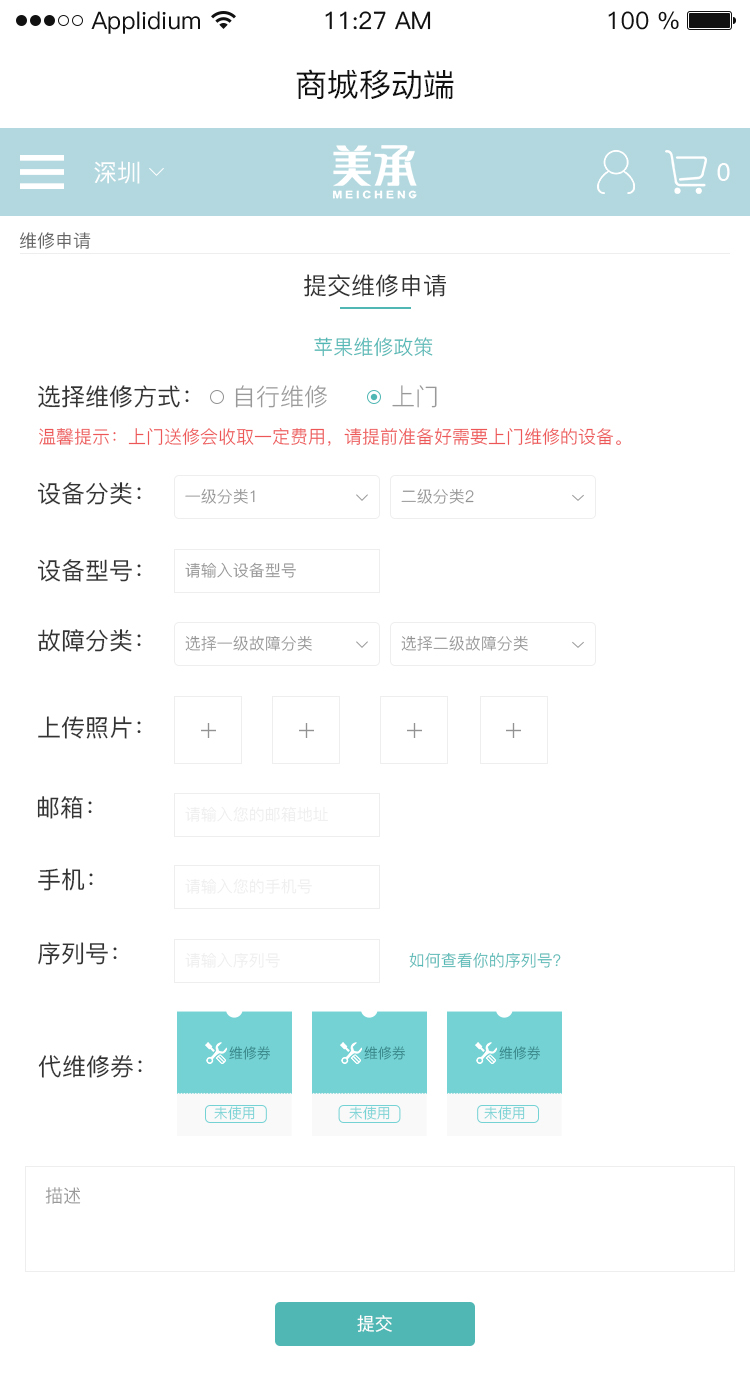 Applidium 11:27 AM 100 %
商城移动端
深圳 美承 0
MEICHENG
维修申请
提交维修申请
苹果维修政策
选择维修方式： 自行维修 上门
温馨提示：上门送修会收取一定费用，请提前准备好需要上门维修的设备。
设备分类： 一级分类1 二级分类2
设备型号： 请输入设备型号
故障分类： 选择一级故障分类 选择二级故障分类
上传照片： + + + +
邮箱： 请输入您的邮箱地址
手机： 请输入您的手机号
序列号： 请输入序列号 如何查看你的序列号?
代维修券： 维修券 维修券 维修券
未使用 未使用 未使用
描述
提交